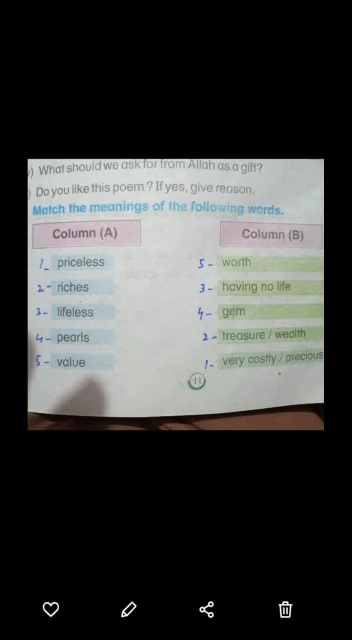 What should we ask for from Allah as a gift?
Do you like this poem ? If yes, give reason.
Match the meanings of the following words.
Column (A) Column (B)
1- priceless 5- worth
2- riches 3- having no life
3- lifeless 4- gem
4- pearls 2- treasure / wealth
5- value 1- very costly / precious
11